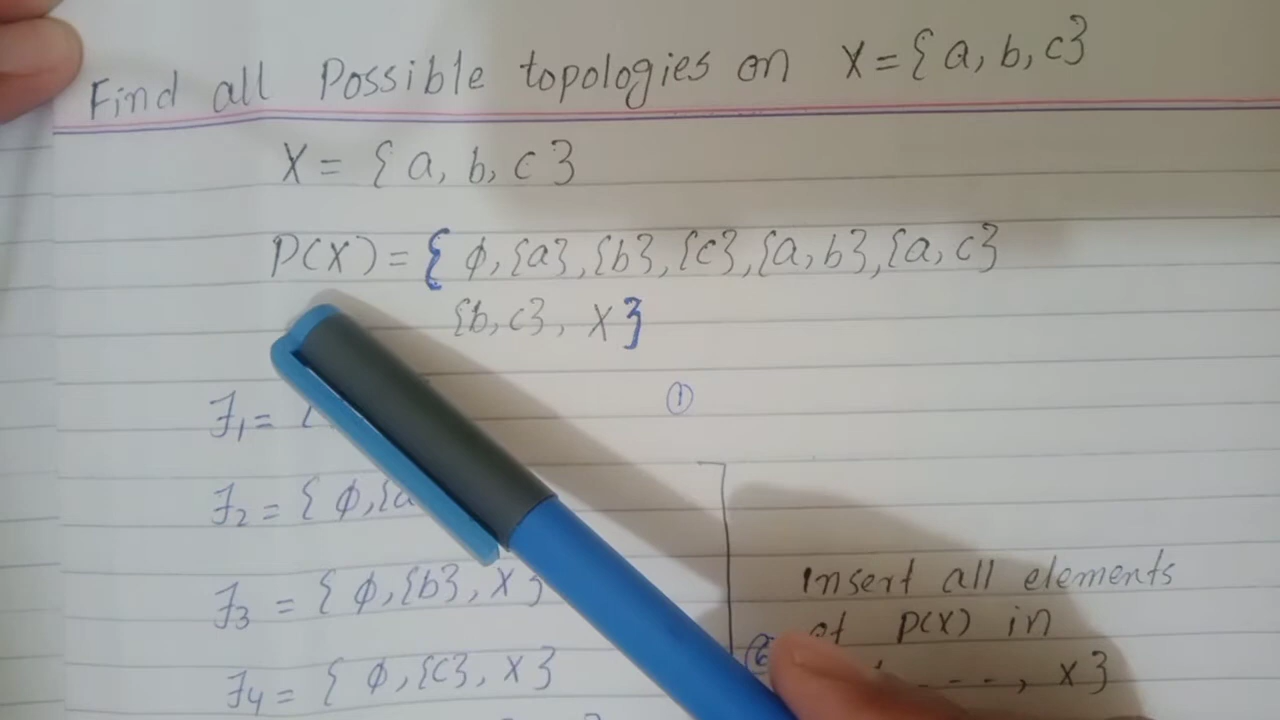 Find all Possible topologies on X = { a, b, c}
X = { a, b, c }
P(X) = { φ, {a}, {b}, {c}, {a, b}, {a, c}
{b, c}, X }
①
J₁ = {
J₂ = { φ, {a
J₃ = { φ, {b}, X }
J₄ = { φ, {c}, X }
Insert all elements
of P(X) in
- - - , X }